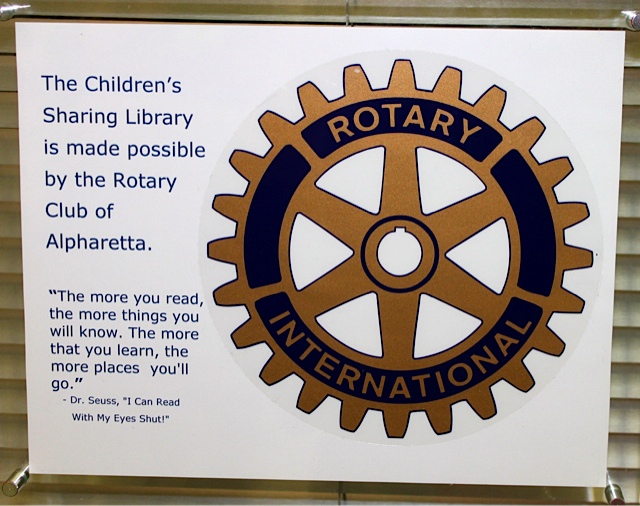 The Children's
Sharing Library
is made possible
by the Rotary
Club of
Alpharetta.
"The more you read,
the more things you
will know. The more
that you learn, the
more places you'll
go."
- Dr. Seuss, "I Can Read
With My Eyes Shut!"
ROTARY
INTERNATIONAL